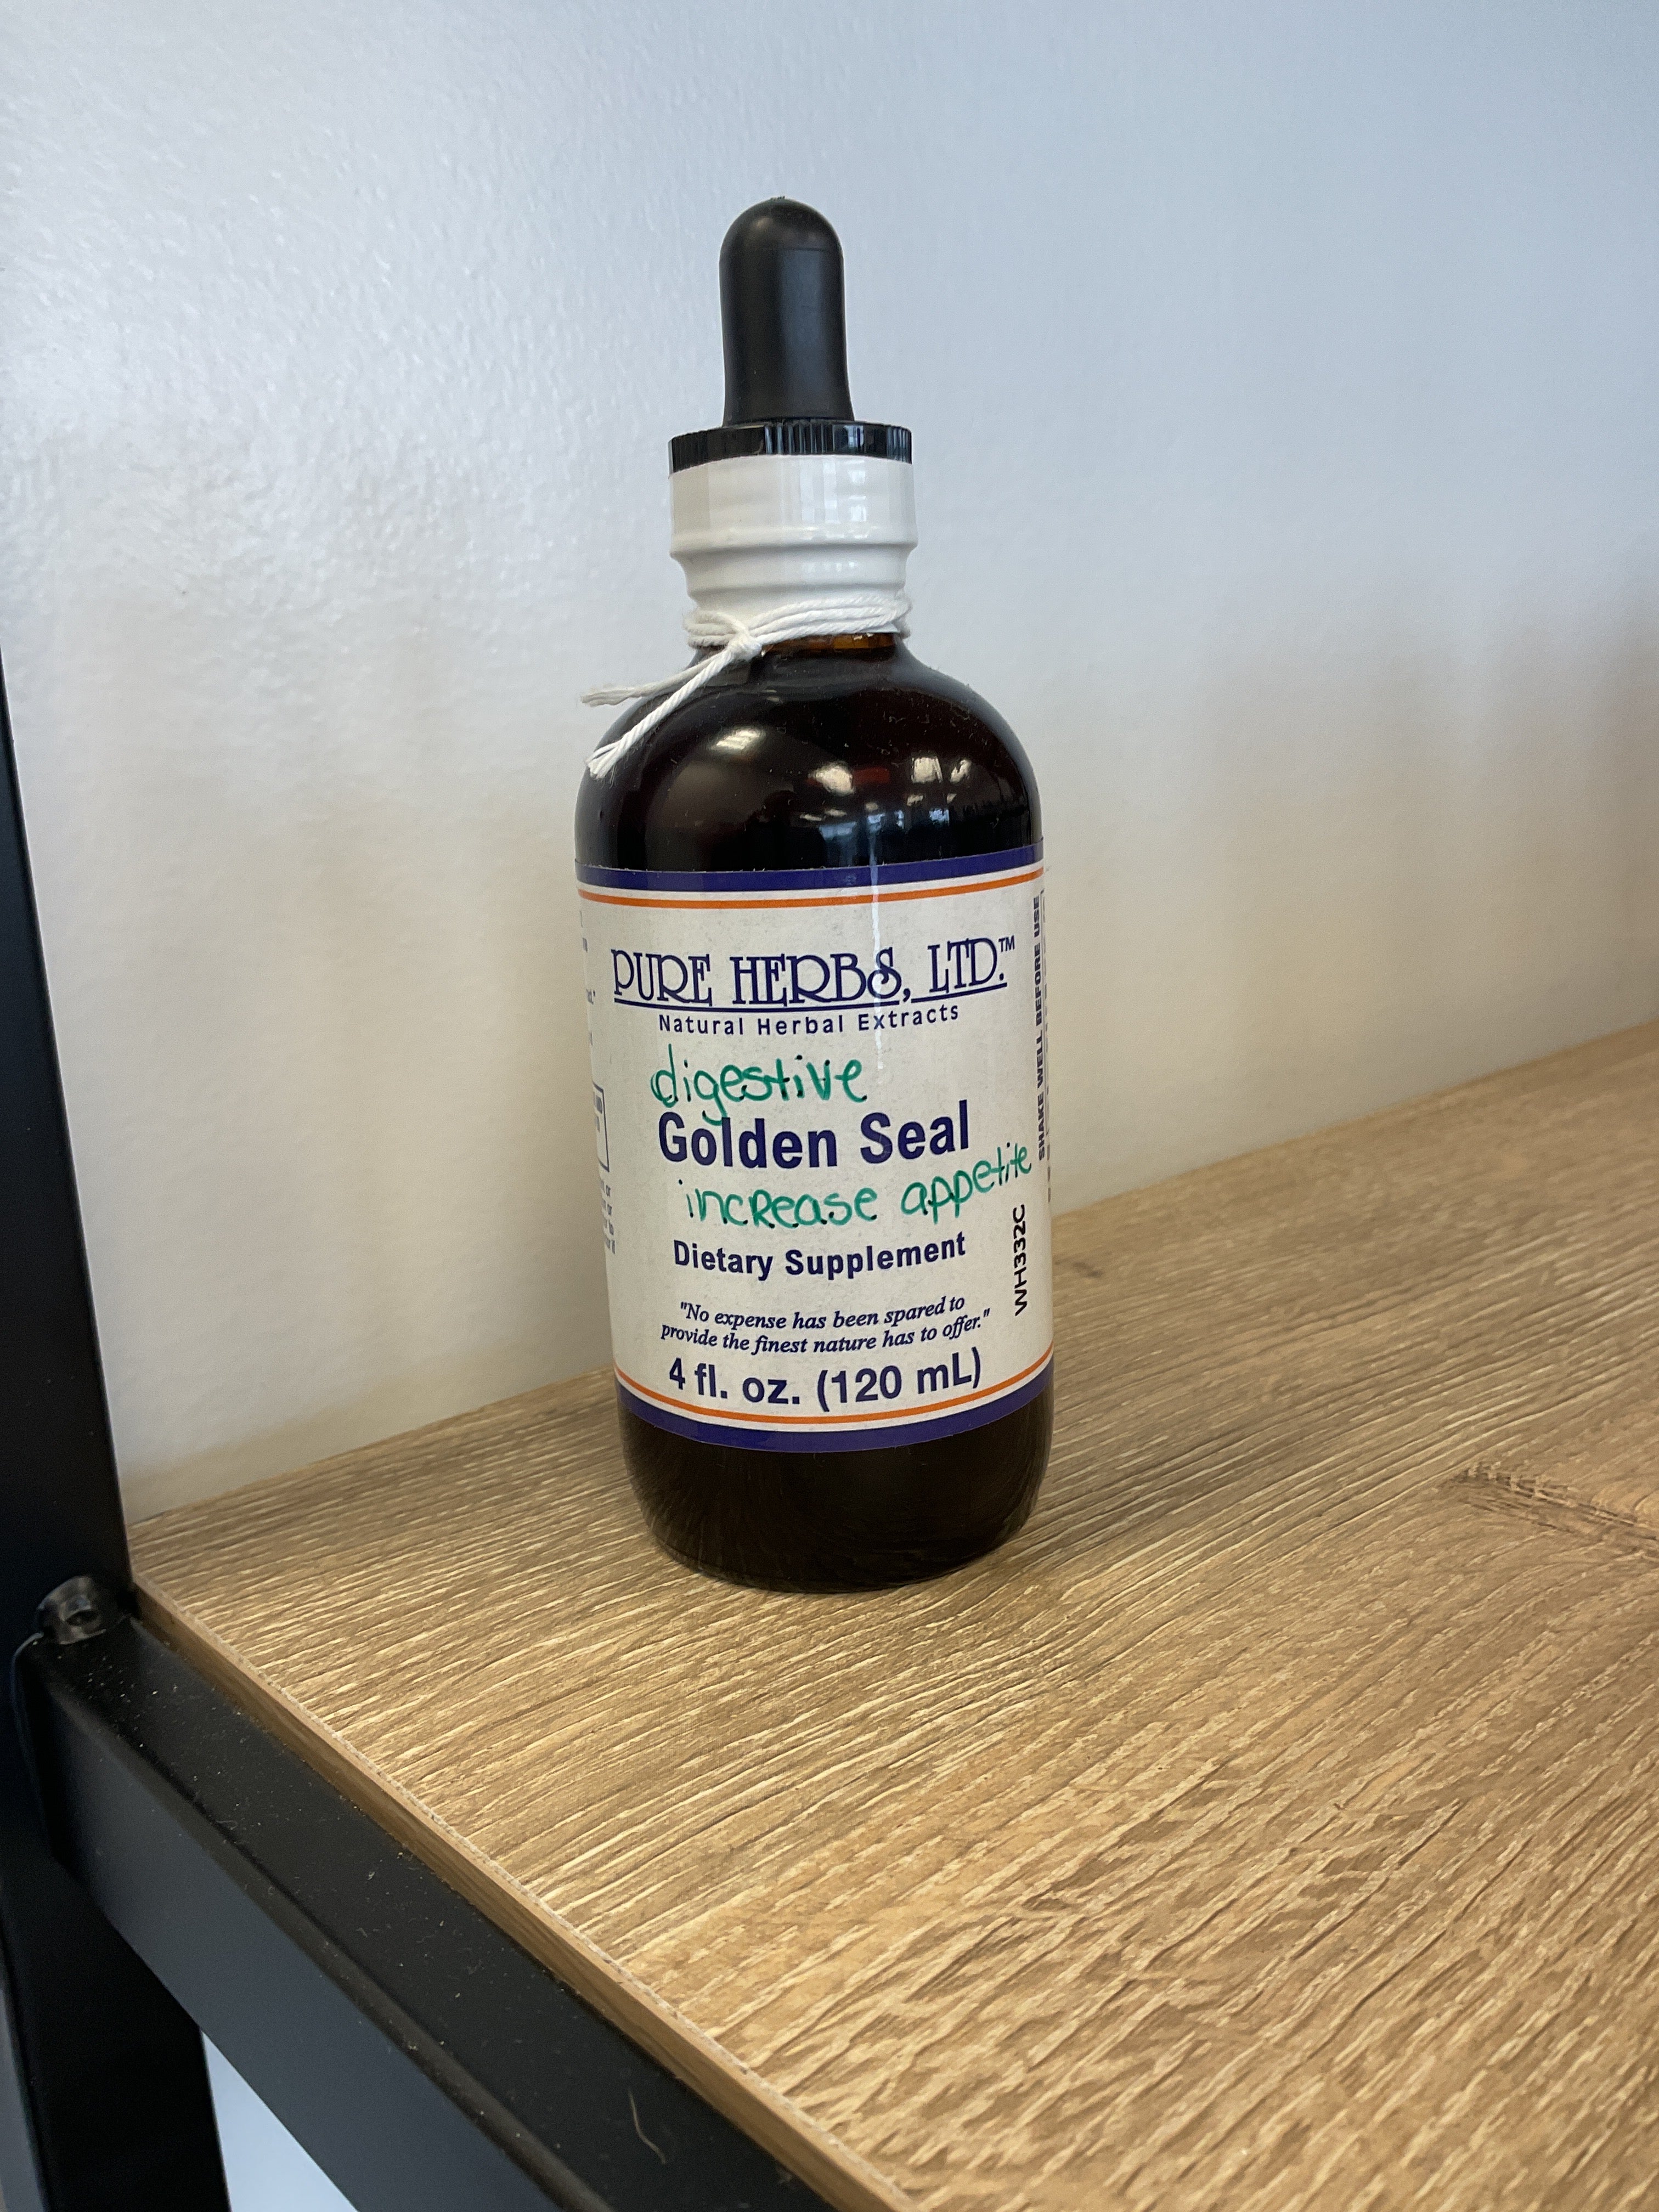 PURE HERBS, LTD.™
Natural Herbal Extracts
digestive
Golden Seal
increase appetite
Dietary Supplement
"No expense has been spared to
provide the finest nature has to offer."
4 fl. oz. (120 mL)
SHAKE WELL BEFORE USE
WH332C